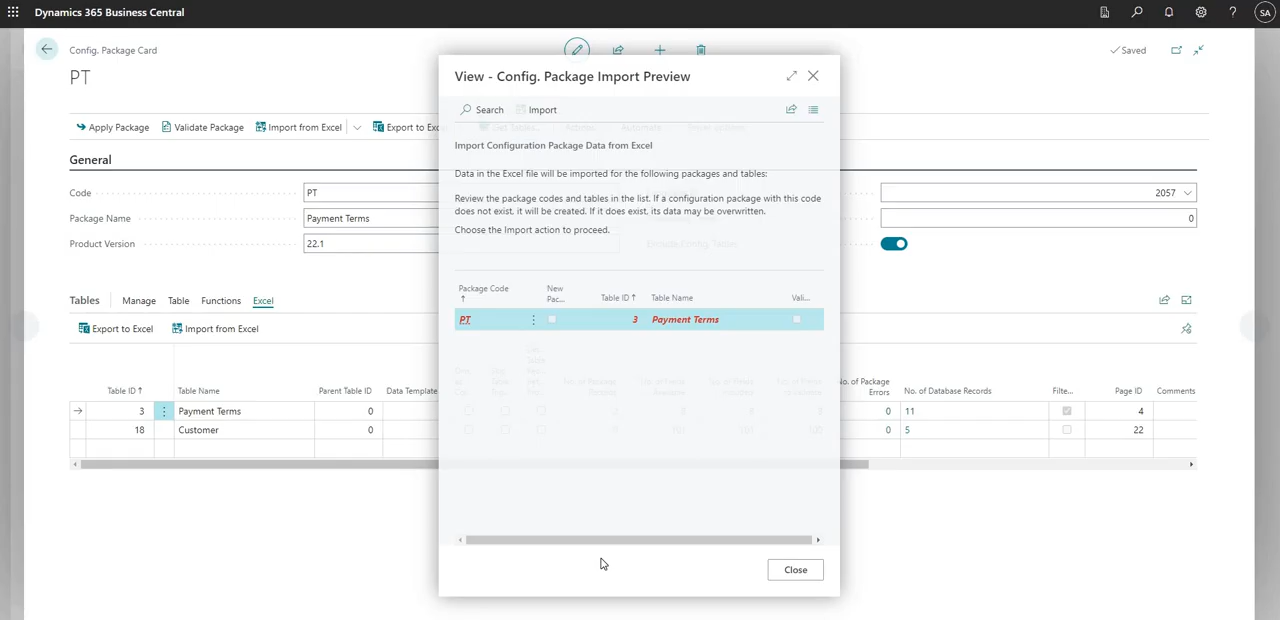 Dynamics 365 Business Central
SA
Config. Package Card
Saved
PT
Apply Package
Validate Package
Import from Excel
Export to Exc
General
Code
PT
2057
Package Name
Payment Terms
0
Product Version
22.1
Exclude Config. Tables
Tables
Manage
Table
Functions
Excel
Export to Excel
Import from Excel
Table ID ↑
Table Name
Parent Table ID
Data Template
No. of Package Errors
No. of Database Records
Filte...
Page ID
Comments
3
Payment Terms
0
0
11
4
18
Customer
0
0
5
22
View - Config. Package Import Preview
Search
Import
Import Configuration Package Data from Excel
Data in the Excel file will be imported for the following packages and tables:
Review the package codes and tables in the list. If a configuration package with this code
does not exist, it will be created. If it does exist, its data may be overwritten.
Choose the Import action to proceed.
Package Code ↑
New Pac...
Table ID ↑
Table Name
Vali...
PT
3
Payment Terms
Close